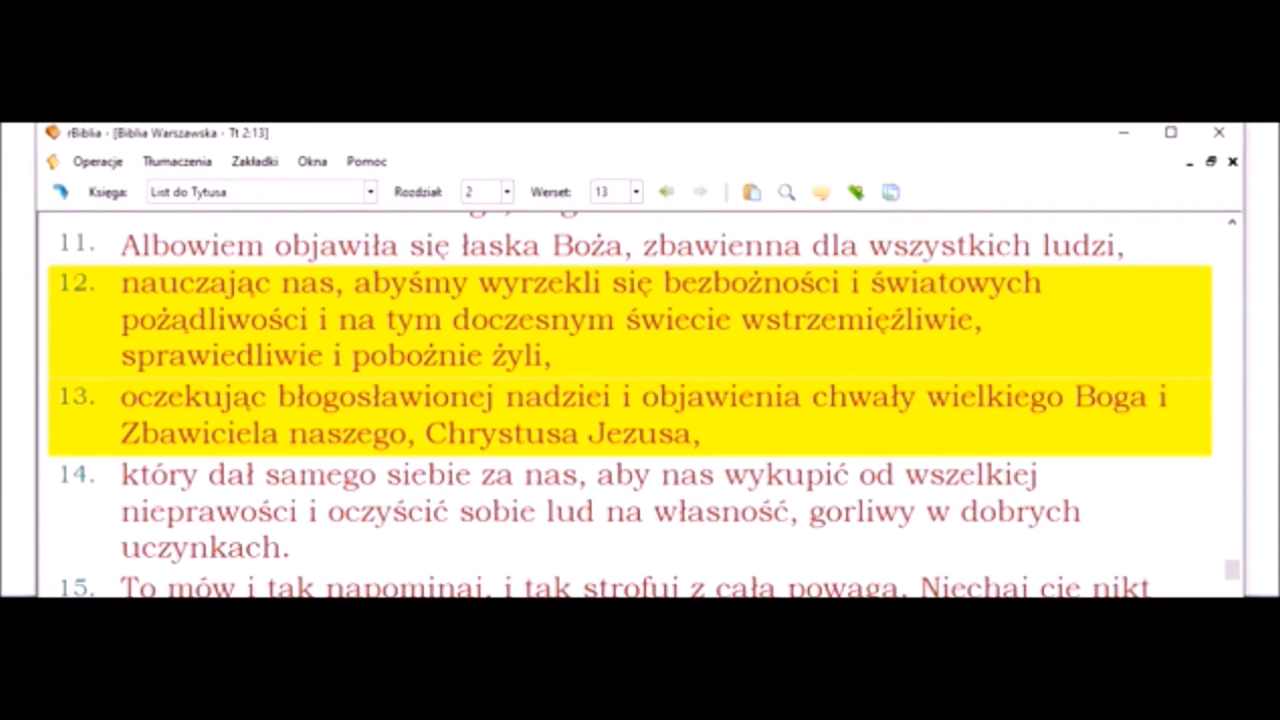 rBiblia - [Biblia Warszawska - Tt 2:13]
Operacje Tłumaczenia Zakładki Okna Pomoc
Księga: List do Tytusa Rozdział: 2 Werset: 13
11. Albowiem objawiła się łaska Boża, zbawienna dla wszystkich ludzi,
12. nauczając nas, abyśmy wyrzekli się bezbożności i światowych
pożądliwości i na tym doczesnym świecie wstrzemięźliwie,
sprawiedliwie i pobożnie żyli,
13. oczekując błogosławionej nadziei i objawienia chwały wielkiego Boga i
Zbawiciela naszego, Chrystusa Jezusa,
14. który dał samego siebie za nas, aby nas wykupić od wszelkiej
nieprawości i oczyścić sobie lud na własność, gorliwy w dobrych
uczynkach.
15. To mów i tak napominaj, i tak strofuj z całą powagą. Niechaj cię nikt